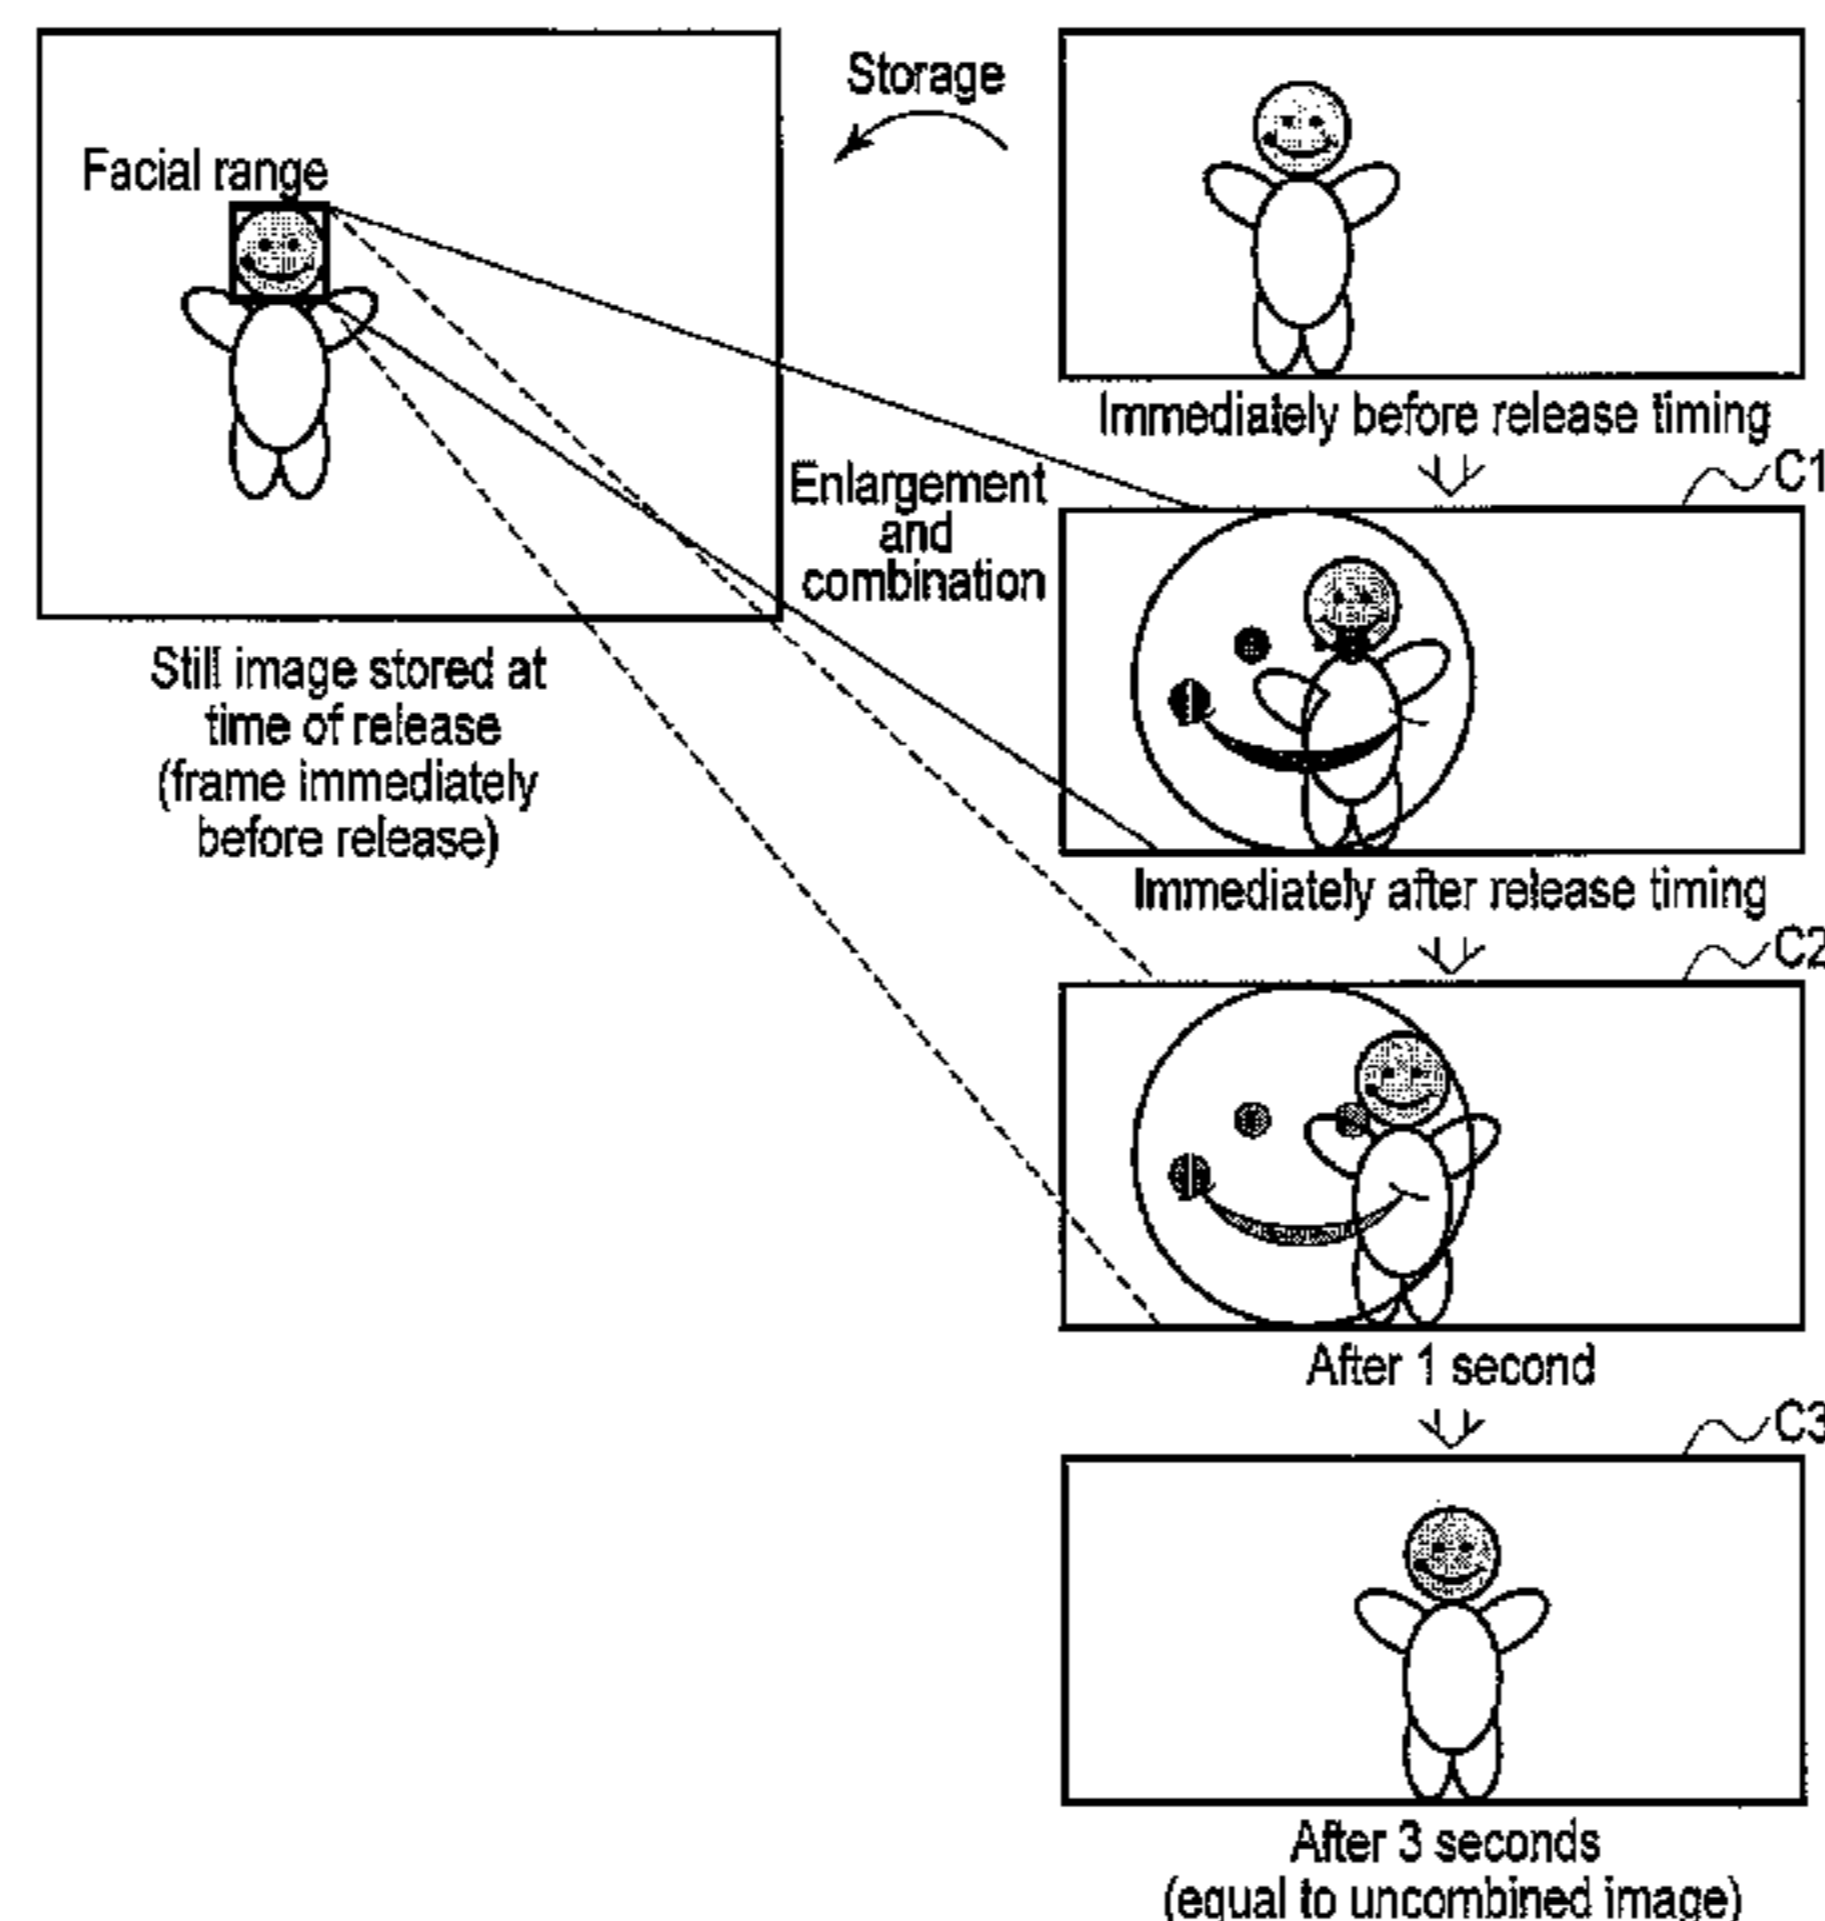 Storage
Facial range
Immediately before release timing
C1
Enlargement
and
combination
Still image stored at
time of release
(frame immediately
before release)
Immediately after release timing
C2
After 1 second
C3
After 3 seconds
(equal to uncombined image)